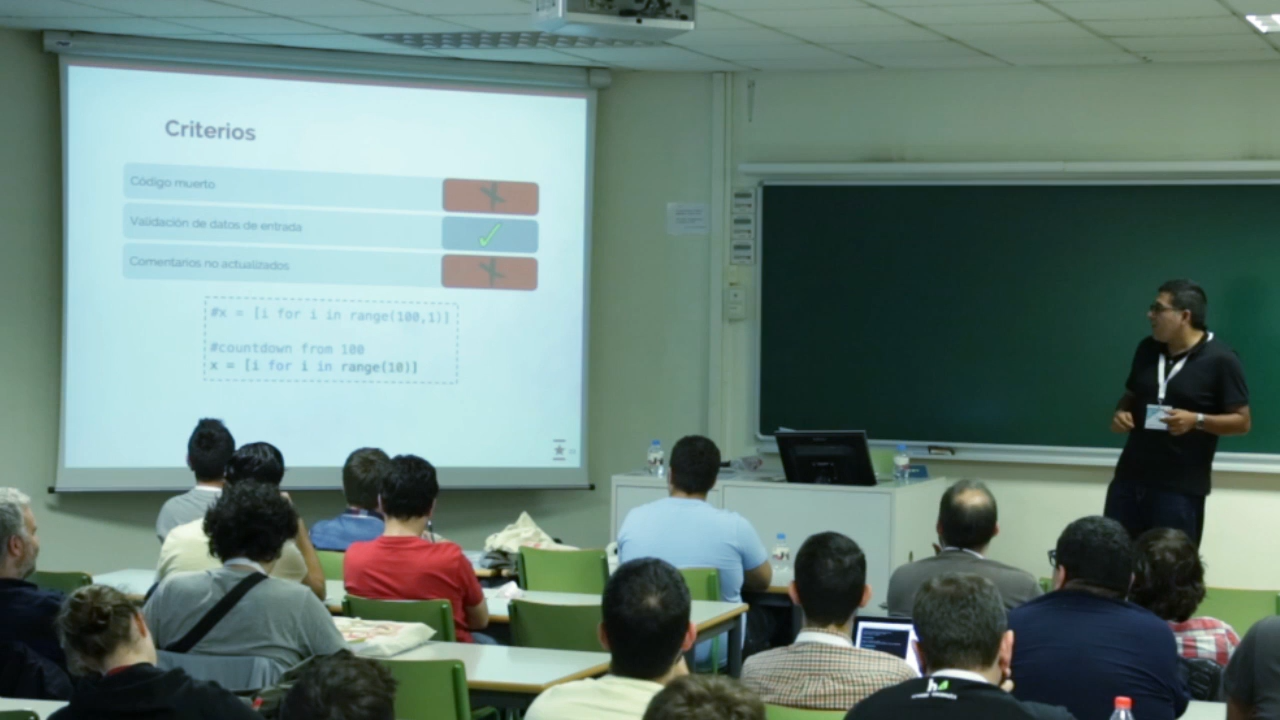 Criterios
Código muerto
Validación de datos de entrada
Comentarios no actualizados
#x = [i for i in range(100,1)]
#countdown from 100
x = [i for i in range(10)]